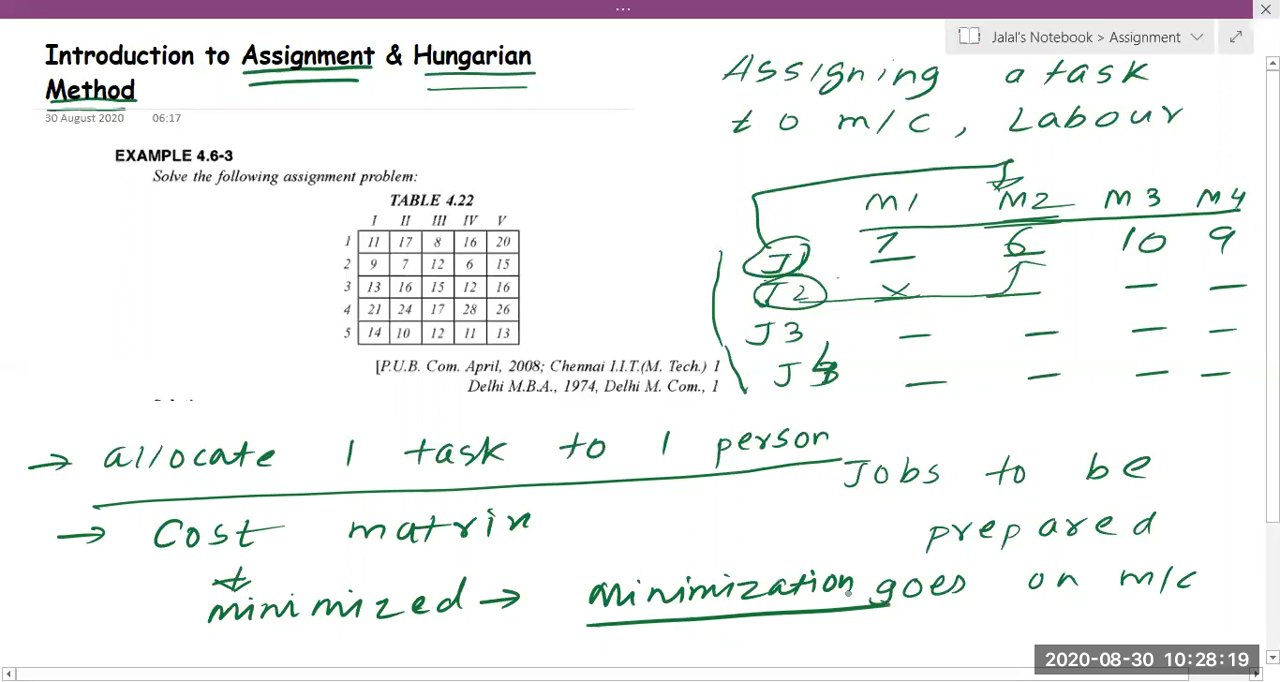 Jalal's Notebook > Assignment
Introduction to Assignment & Hungarian
Method
30 August 2020 06:17
EXAMPLE 4.6-3
Solve the following assignment problem:
TABLE 4.22
I II III IV V
1 11 17 8 16 20
2 9 7 12 6 15
3 13 16 15 12 16
4 21 24 17 28 26
5 14 10 12 11 13
[P.U.B. Com. April, 2008; Chennai I.I.T.(M. Tech.) 1
Delhi M.B.A., 1974, Delhi M. Com., 1
Assigning a task
to m/c, Labour
M1 M2 M3 M4
J1 7 6 10 9
J2 x — — —
J3 — — — —
J4 — — — —
→ allocate 1 task to 1 person
→ Cost matrix
minimized → minimization
Jobs to be
prepared
goes on m/c
2020-08-30 10:28:19